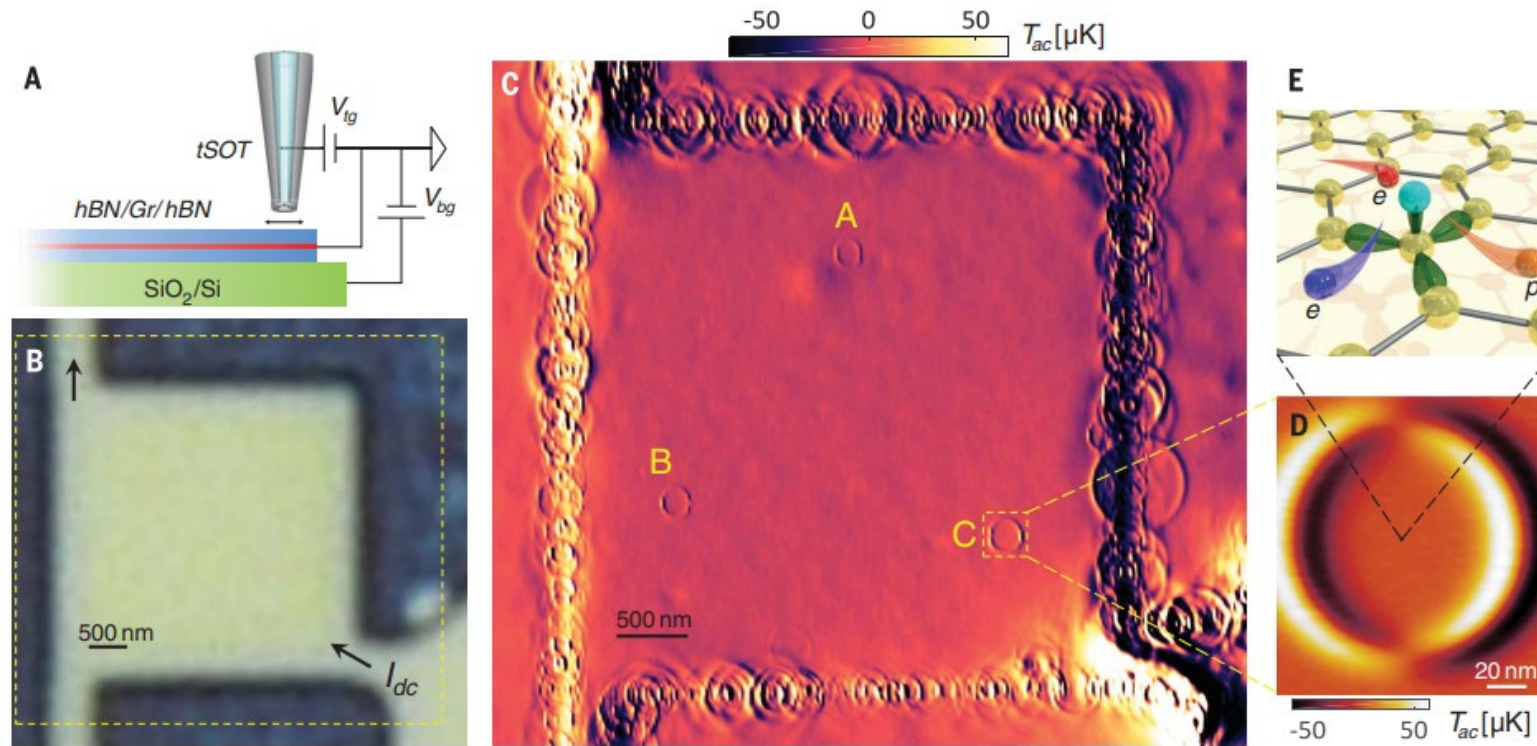 A
V_tg
tSOT
V_bg
hBN/Gr/hBN
SiO₂/Si
B
500 nm
I_dc
-50 0 50 T_ac [µK]
C
A
B
C
500 nm
E
e
e
p
D
20 nm
-50 50 T_ac [µK]